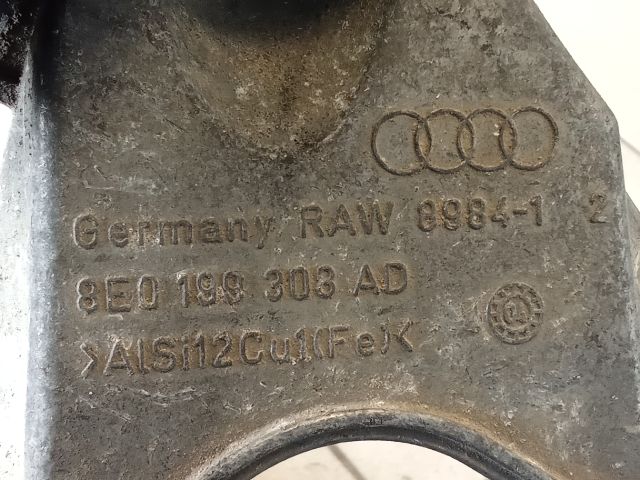 Germany RAW 8984-1 2
8E0 199 308 AD
>AlSi12Cu1(Fe)<